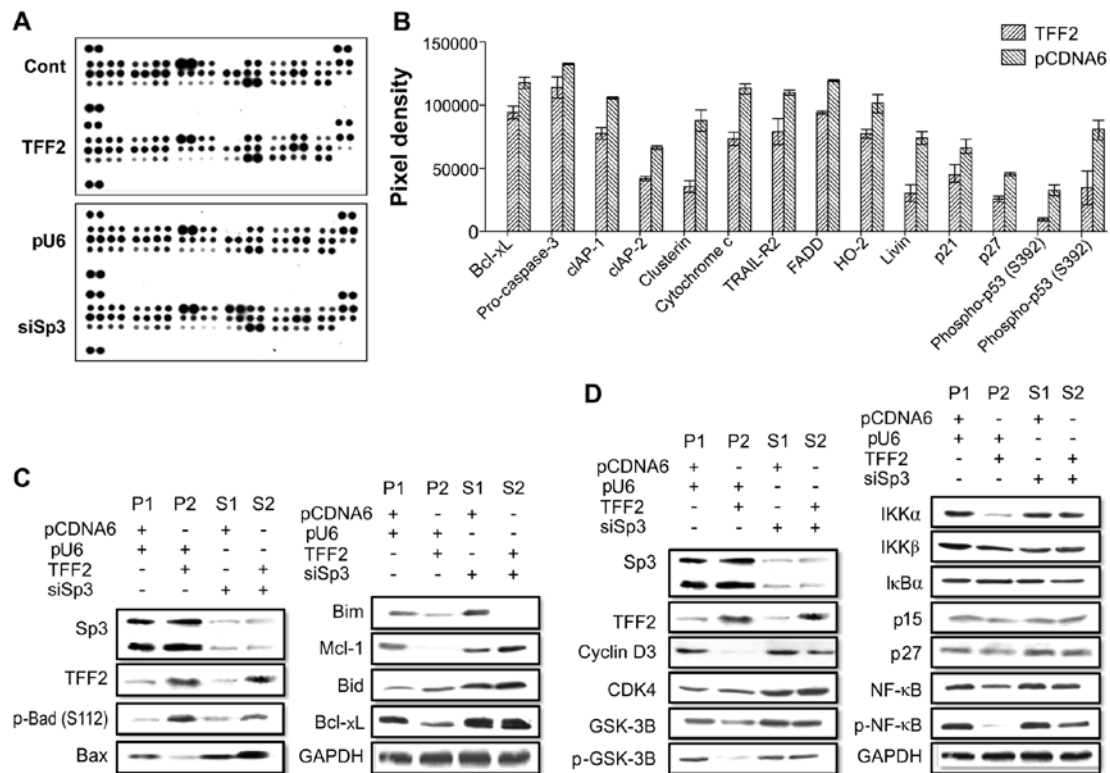 A
Cont
TFF2
pU6
siSp3
B
TFF2
pCDNA6
Pixel density
150000
100000
50000
0
Bcl-xL
Pro-caspase-3
cIAP-1
cIAP-2
Clusterin
Cytochrome c
TRAIL-R2
FADD
HO-2
Livin
p21
p27
Phospho-p53 (S392)
Phospho-p53 (S392)
C
P1 P2 S1 S2
pCDNA6 + - + -
pU6 + + - -
TFF2 - + - +
siSp3 - - + +
Sp3
TFF2
p-Bad (S112)
Bax
P1 P2 S1 S2
pCDNA6 + - + -
pU6 + + - -
TFF2 - + - +
siSp3 - - + +
Bim
Mcl-1
Bid
Bcl-xL
GAPDH
D
P1 P2 S1 S2
pCDNA6 + - + -
pU6 + + - -
TFF2 - + - +
siSp3 - - + +
Sp3
TFF2
Cyclin D3
CDK4
GSK-3B
p-GSK-3B
P1 P2 S1 S2
pCDNA6 + - + -
pU6 + + - -
TFF2 - + - +
siSp3 - - + +
IKKα
IKKβ
IκBα
p15
p27
NF-κB
p-NF-κB
GAPDH